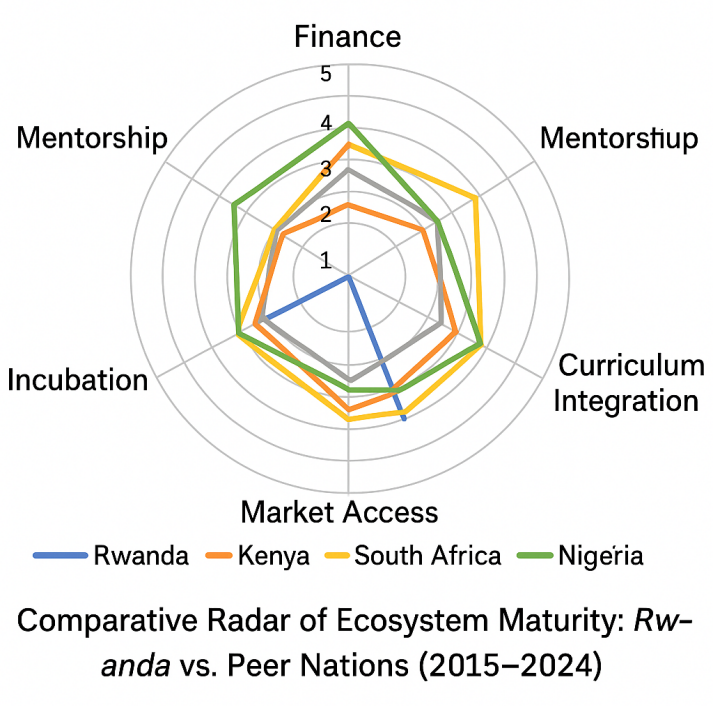 Finance
5
4
3
2
1
Mentorship
Mentorstiup
Incubation
Curriculum
Integration
Market Access
Rwanda Kenya South Africa Nigeria
Comparative Radar of Ecosystem Maturity: Rw-
anda vs. Peer Nations (2015–2024)